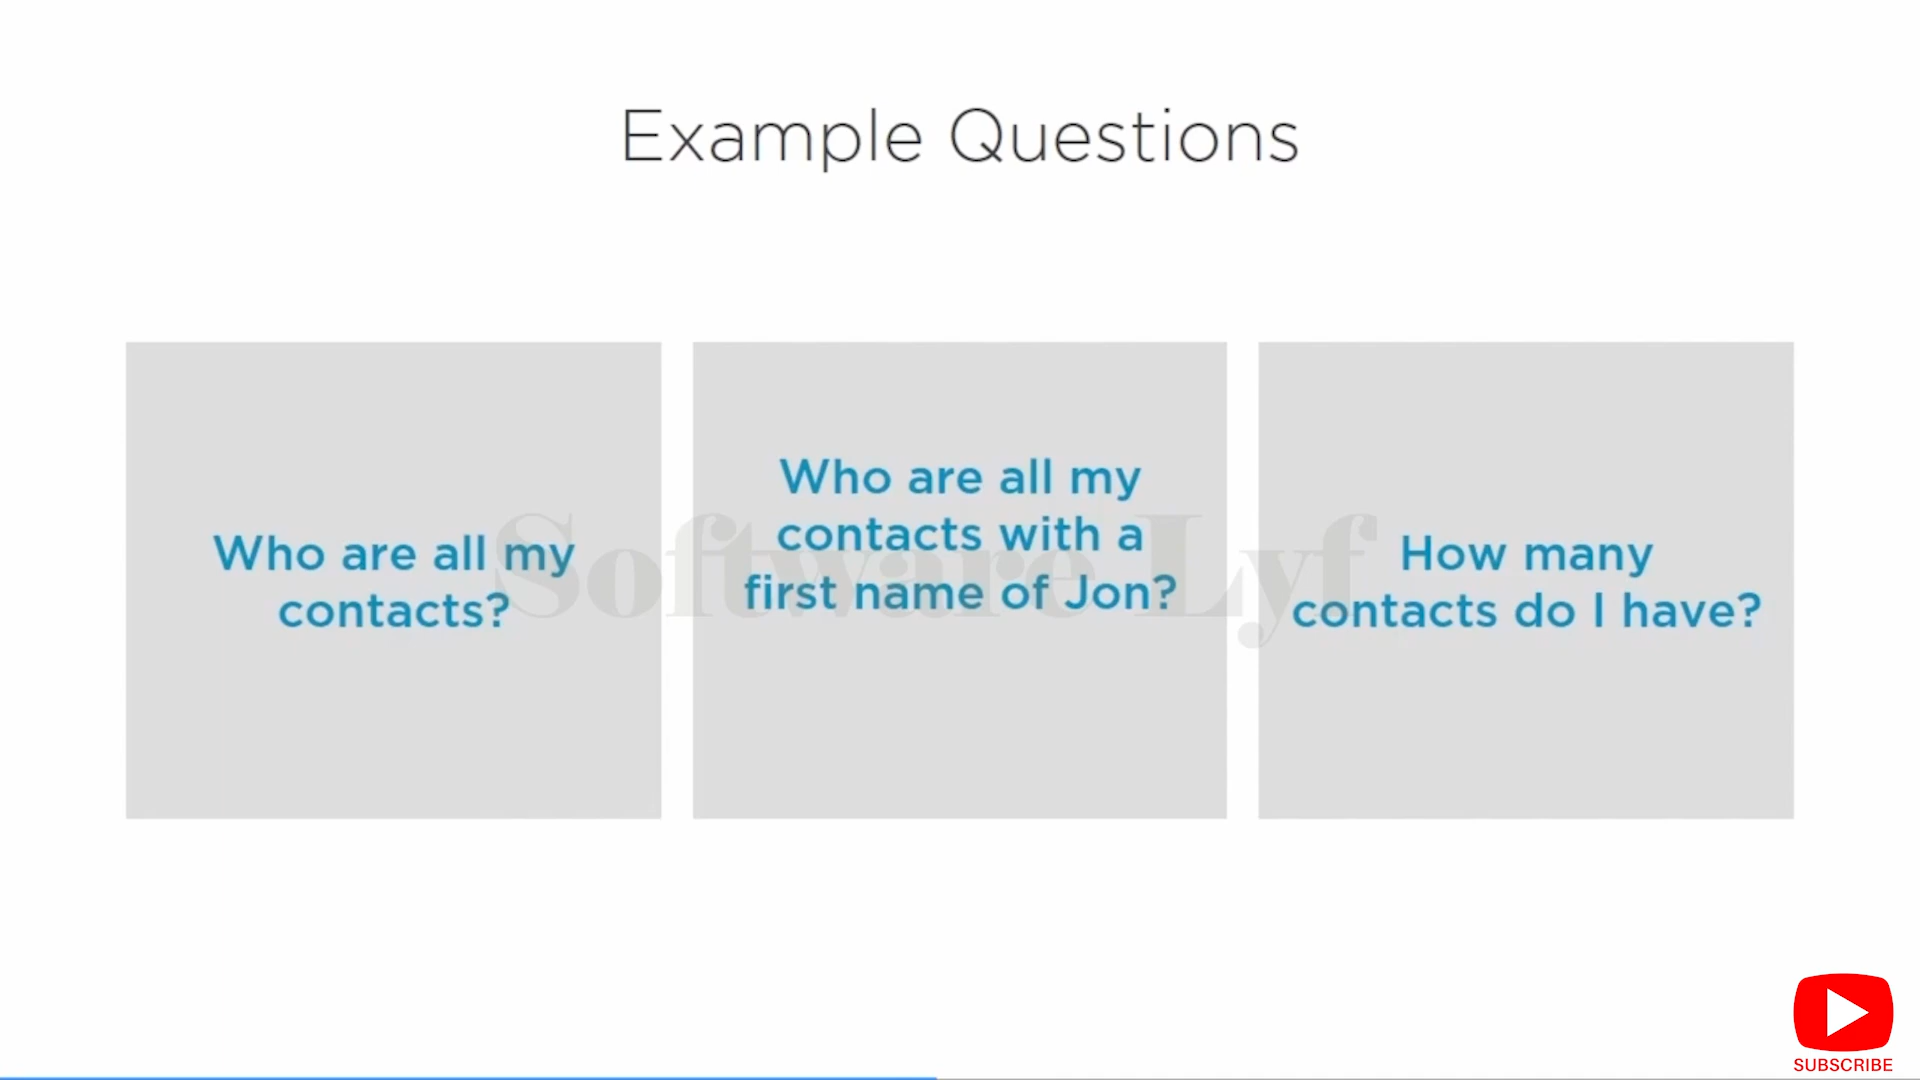 Example Questions
Who are all my
contacts?
Who are all my
contacts with a
first name of Jon?
How many
contacts do I have?
Software Lyf
SUBSCRIBE